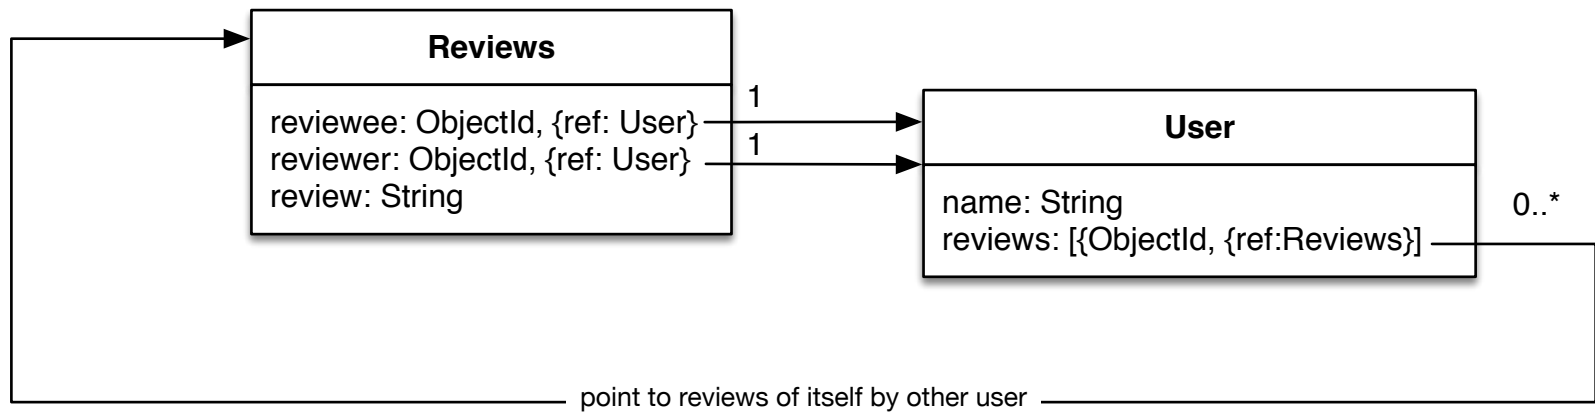 Reviews
reviewee: ObjectId, {ref: User}
reviewer: ObjectId, {ref: User}
review: String
1
1
User
name: String
reviews: [{ObjectId, {ref:Reviews}]
0..*
point to reviews of itself by other user